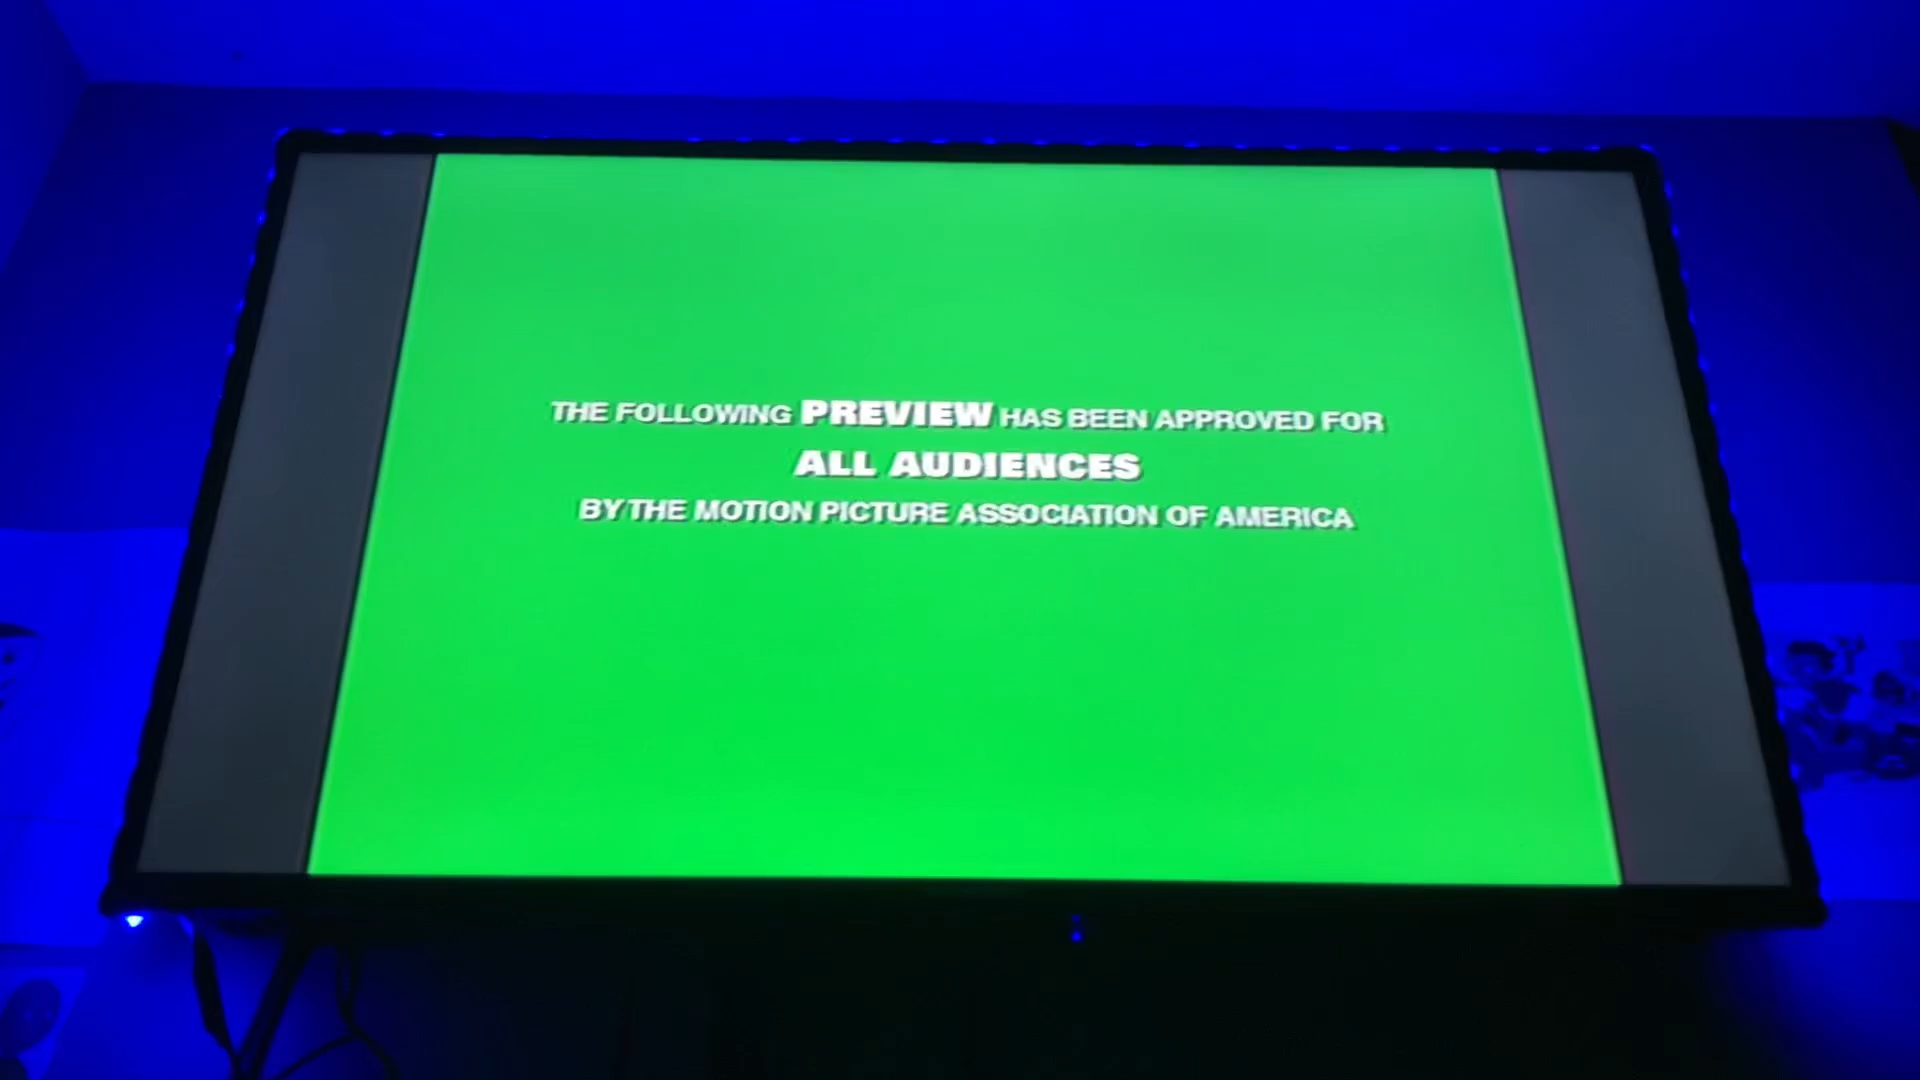 THE FOLLOWING PREVIEW HAS BEEN APPROVED FOR
ALL AUDIENCES
BY THE MOTION PICTURE ASSOCIATION OF AMERICA